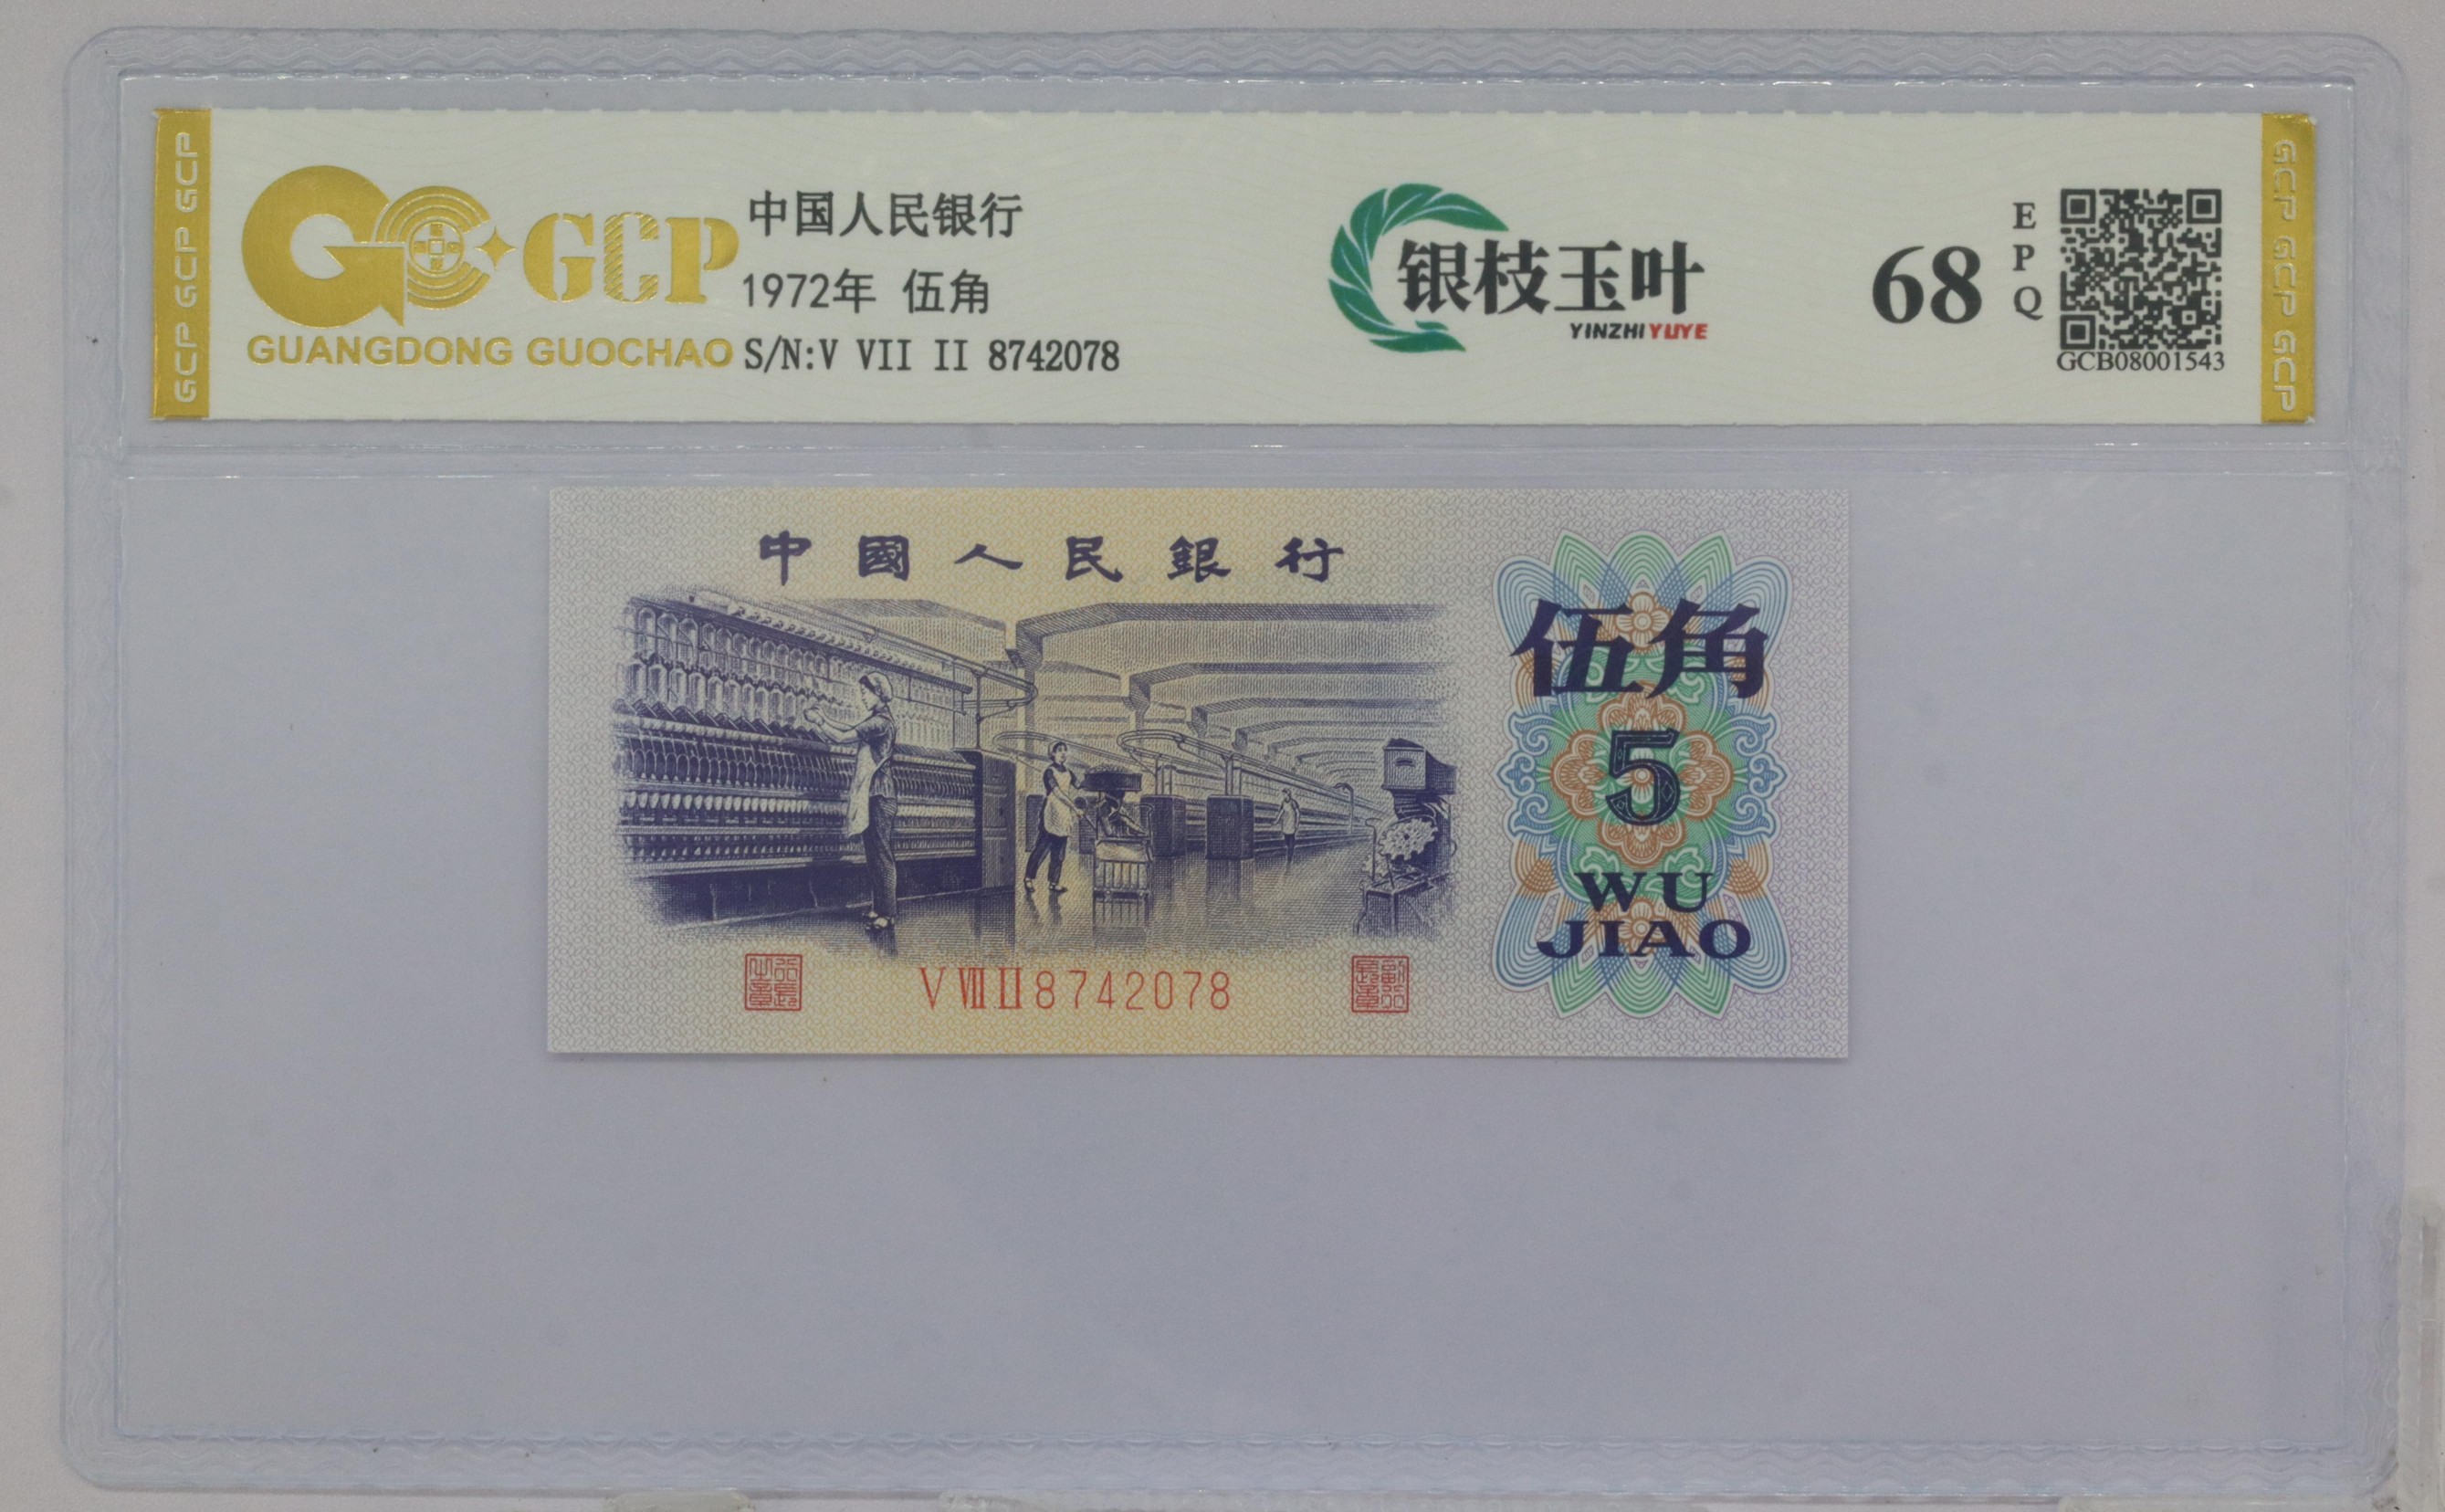 GCP GCP GCP
GCP
GUANGDONG GUOCHAO
中国人民银行
1972年 伍角
S/N:V VII II 8742078
银枝玉叶
YINZHI YUYE
68
EPQ
GCB08001543
GCP GCP GCP
中國人民銀行
伍角
5
WU
JIAO
V VII II 8742078